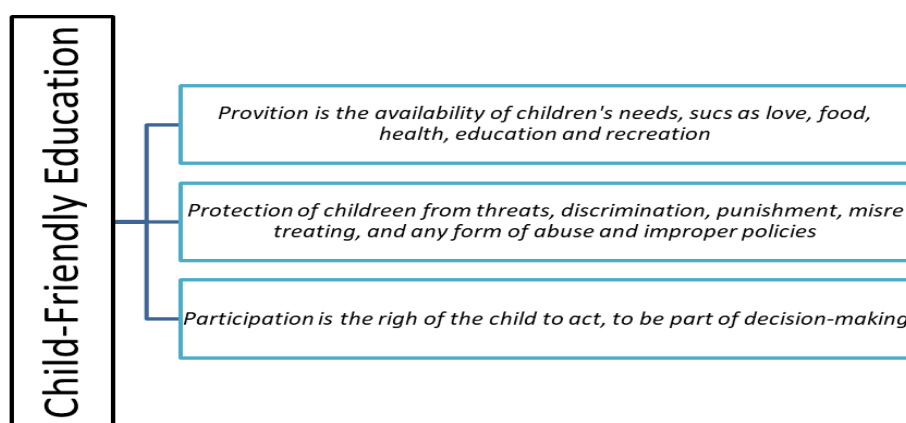 Child-Friendly Education
Provition is the availability of children's needs, sucs as love, food,
health, education and recreation
Protection of childreen from threats, discrimination, punishment, misre
treating, and any form of abuse and improper policies
Participation is the righ of the child to act, to be part of decision-making